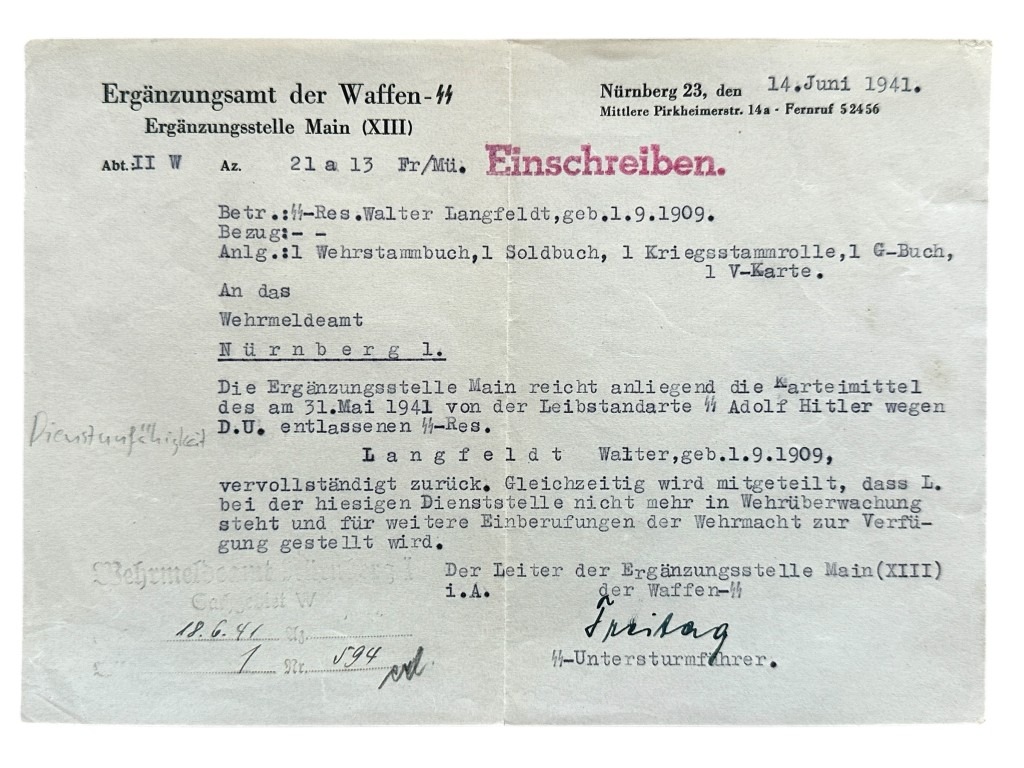 Ergänzungsamt der Waffen-ᛋᛋ
Ergänzungsstelle Main (XIII)
Nürnberg 23, den 14.Juni 1941.
Mittlere Pirkheimerstr. 14a - Fernruf 52456
Abt.:II W Az. 21 a 13 Fr/Mü. Einschreiben.
Betr.:ᛋᛋ-Res.Walter Langfeldt,geb.1.9.1909.
Bezug:- -
Anlg.:1 Wehrstammbuch,1 Soldbuch, 1 Kriegsstammrolle,1 G-Buch,
1 V-Karte.
An das
Wehrmeldeamt
N ü r n b e r g 1.
Die Ergänzungsstelle Main reicht anliegend die Karteimittel
des am 31.Mai 1941 von der Leibstandarte ᛋᛋ Adolf Hitler wegen
D.U. entlassenen ᛋᛋ-Res.
Dienstunfähigkeit
L a n g f e l d t Walter,geb.1.9.1909,
vervollständigt zurück. Gleichzeitig wird mitgeteilt, dass L.
bei der hiesigen Dienststelle nicht mehr in Wehrüberwachung
steht und für weitere Einberufungen der Wehrmacht zur Verfü-
gung gestellt wird.
Der Leiter der Ergänzungsstelle Main(XIII)
i.A. der Waffen-ᛋᛋ
Freitag
ᛋᛋ-Untersturmführer.
Wehrmeldeamt Nürnberg I
Sachgebiet W
18.6.41
1 Nr. 594
erl